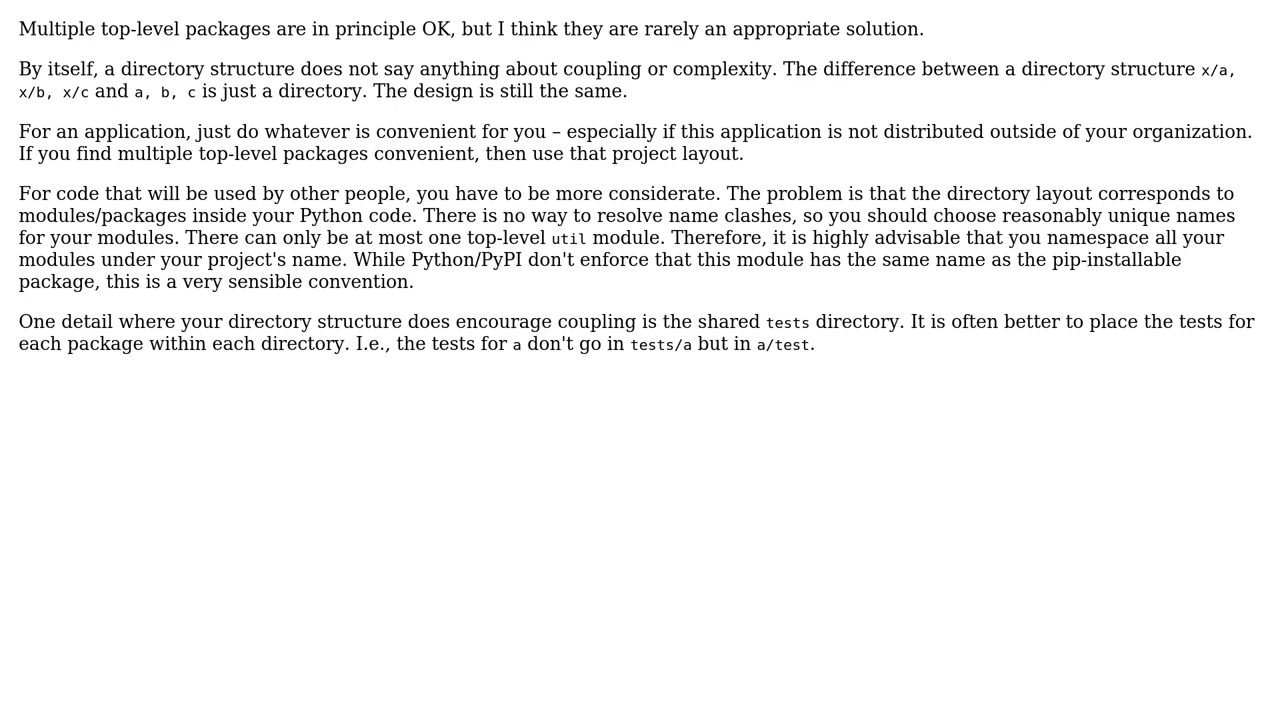 Multiple top-level packages are in principle OK, but I think they are rarely an appropriate solution.
By itself, a directory structure does not say anything about coupling or complexity. The difference between a directory structure x/a,
x/b, x/c and a, b, c is just a directory. The design is still the same.
For an application, just do whatever is convenient for you – especially if this application is not distributed outside of your organization.
If you find multiple top-level packages convenient, then use that project layout.
For code that will be used by other people, you have to be more considerate. The problem is that the directory layout corresponds to
modules/packages inside your Python code. There is no way to resolve name clashes, so you should choose reasonably unique names
for your modules. There can only be at most one top-level util module. Therefore, it is highly advisable that you namespace all your
modules under your project's name. While Python/PyPI don't enforce that this module has the same name as the pip-installable
package, this is a very sensible convention.
One detail where your directory structure does encourage coupling is the shared tests directory. It is often better to place the tests for
each package within each directory. I.e., the tests for a don't go in tests/a but in a/test.